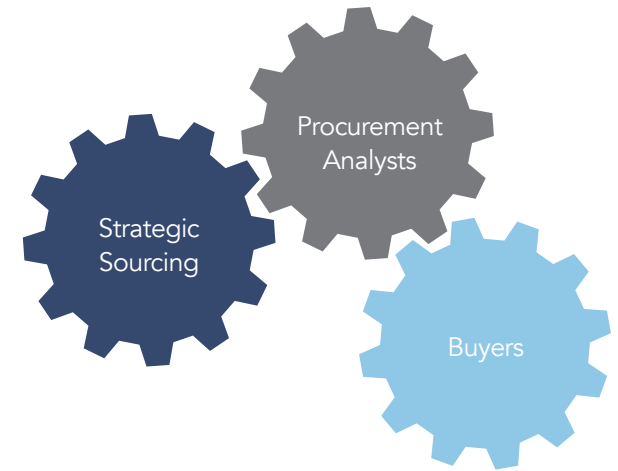 Procurement
Analysts
Strategic
Sourcing
Buyers